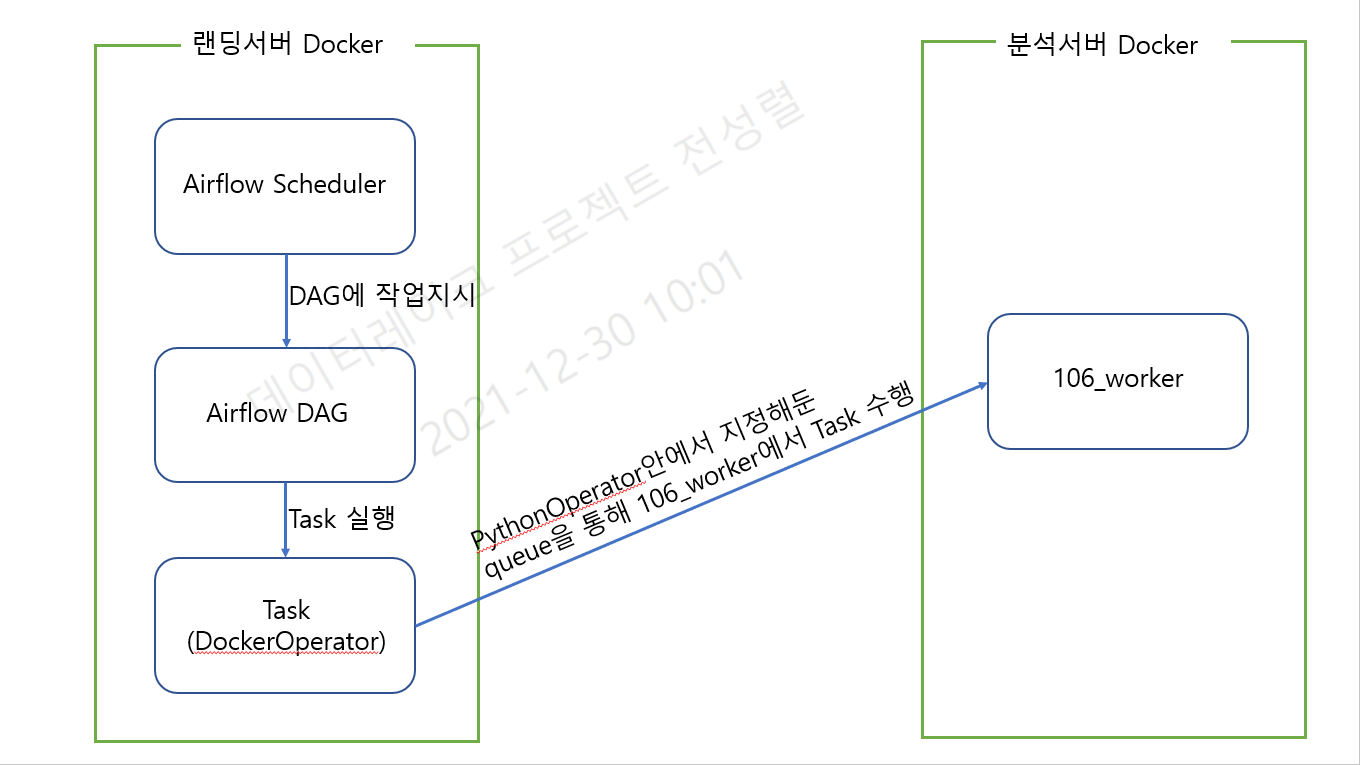 랜딩서버 Docker
분석서버 Docker
Airflow Scheduler
DAG에 작업지시
Airflow DAG
Task 실행
Task
(DockerOperator)
PythonOperator안에서 지정해둔
queue을 통해 106_worker에서 Task 수행
106_worker
데이터레이크 프로젝트 전성렬
2021-12-30 10:01